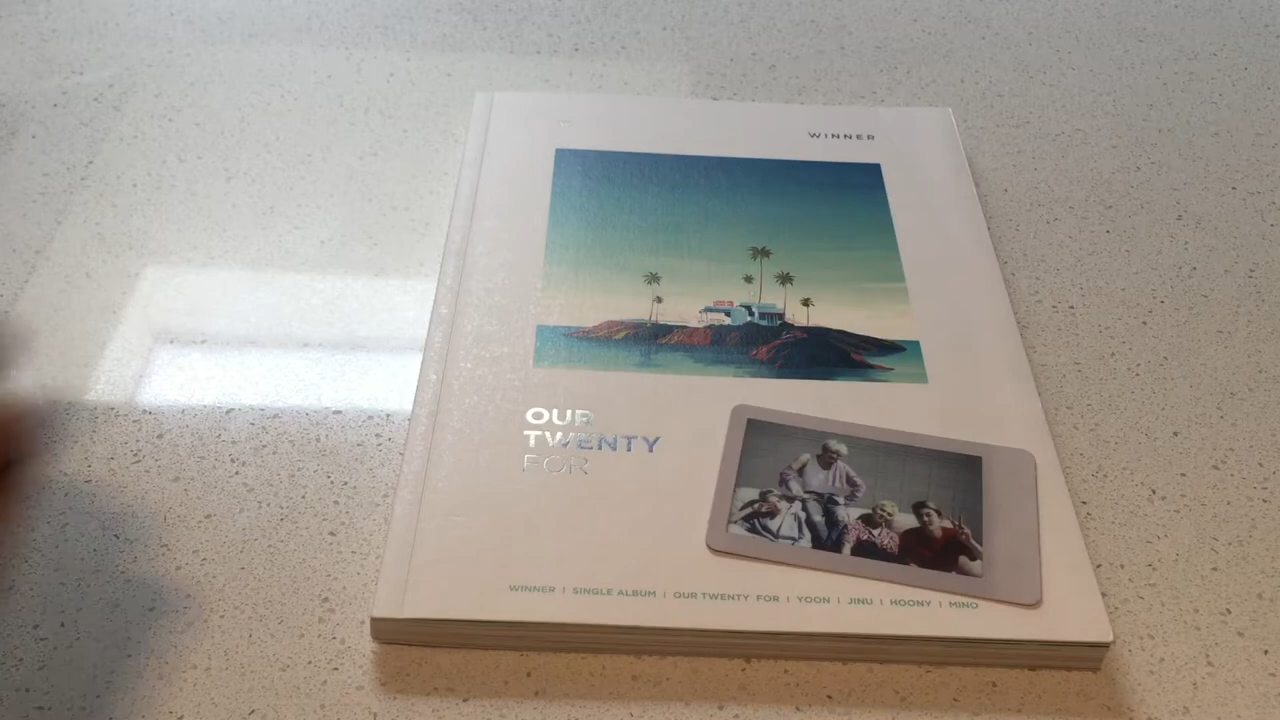 WINNER
OUR
TWENTY
FOR
WINNER | SINGLE ALBUM | OUR TWENTY FOR | YOON | JINU | HOONY | MINO